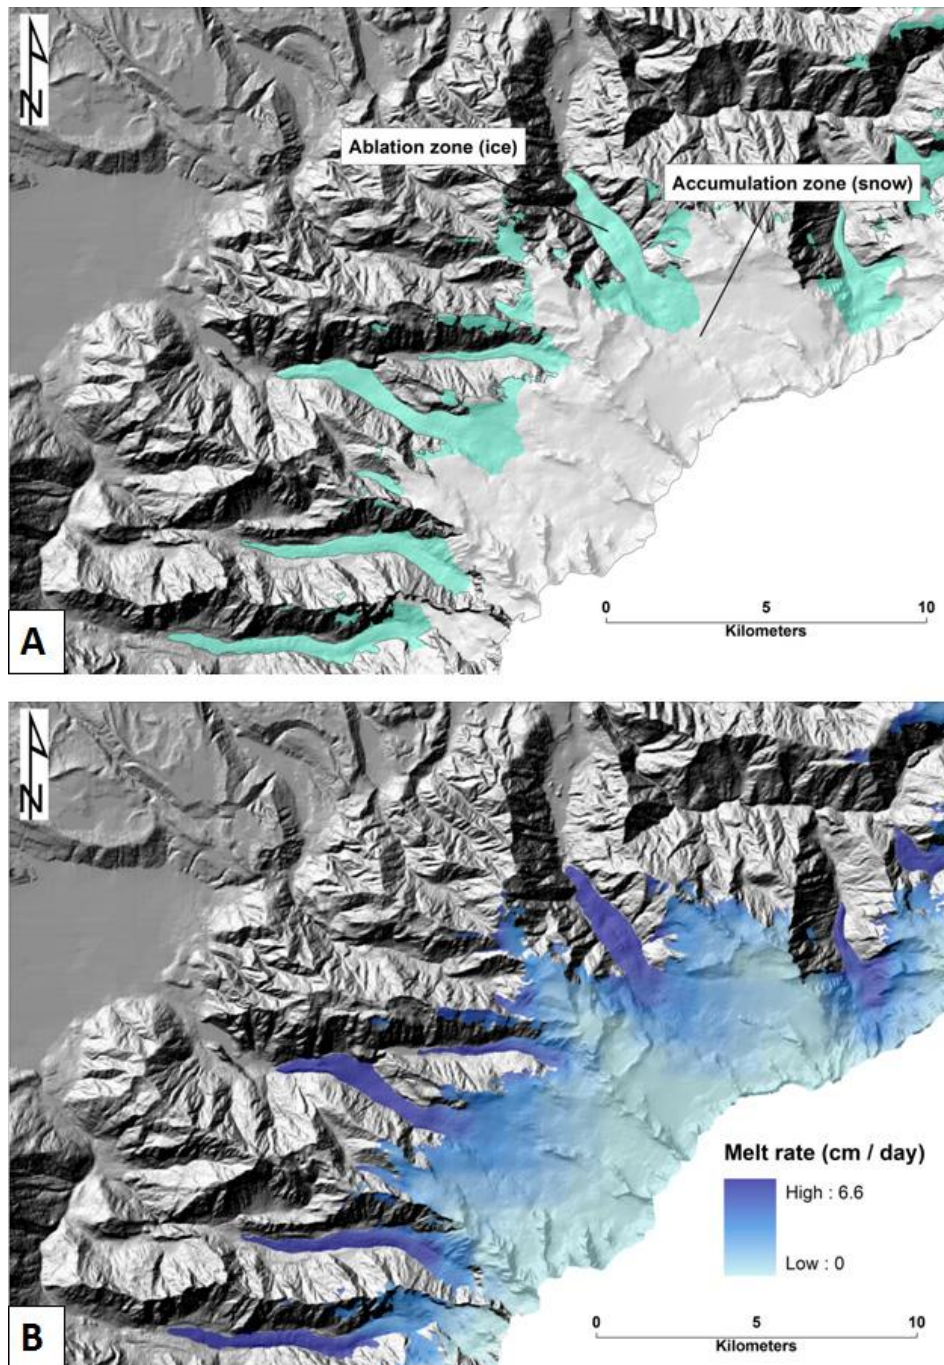 N
Ablation zone (ice)
Accumulation zone (snow)
0 5 10
Kilometers
A
N
Melt rate (cm / day)
High : 6.6
Low : 0
0 5 10
Kilometers
B